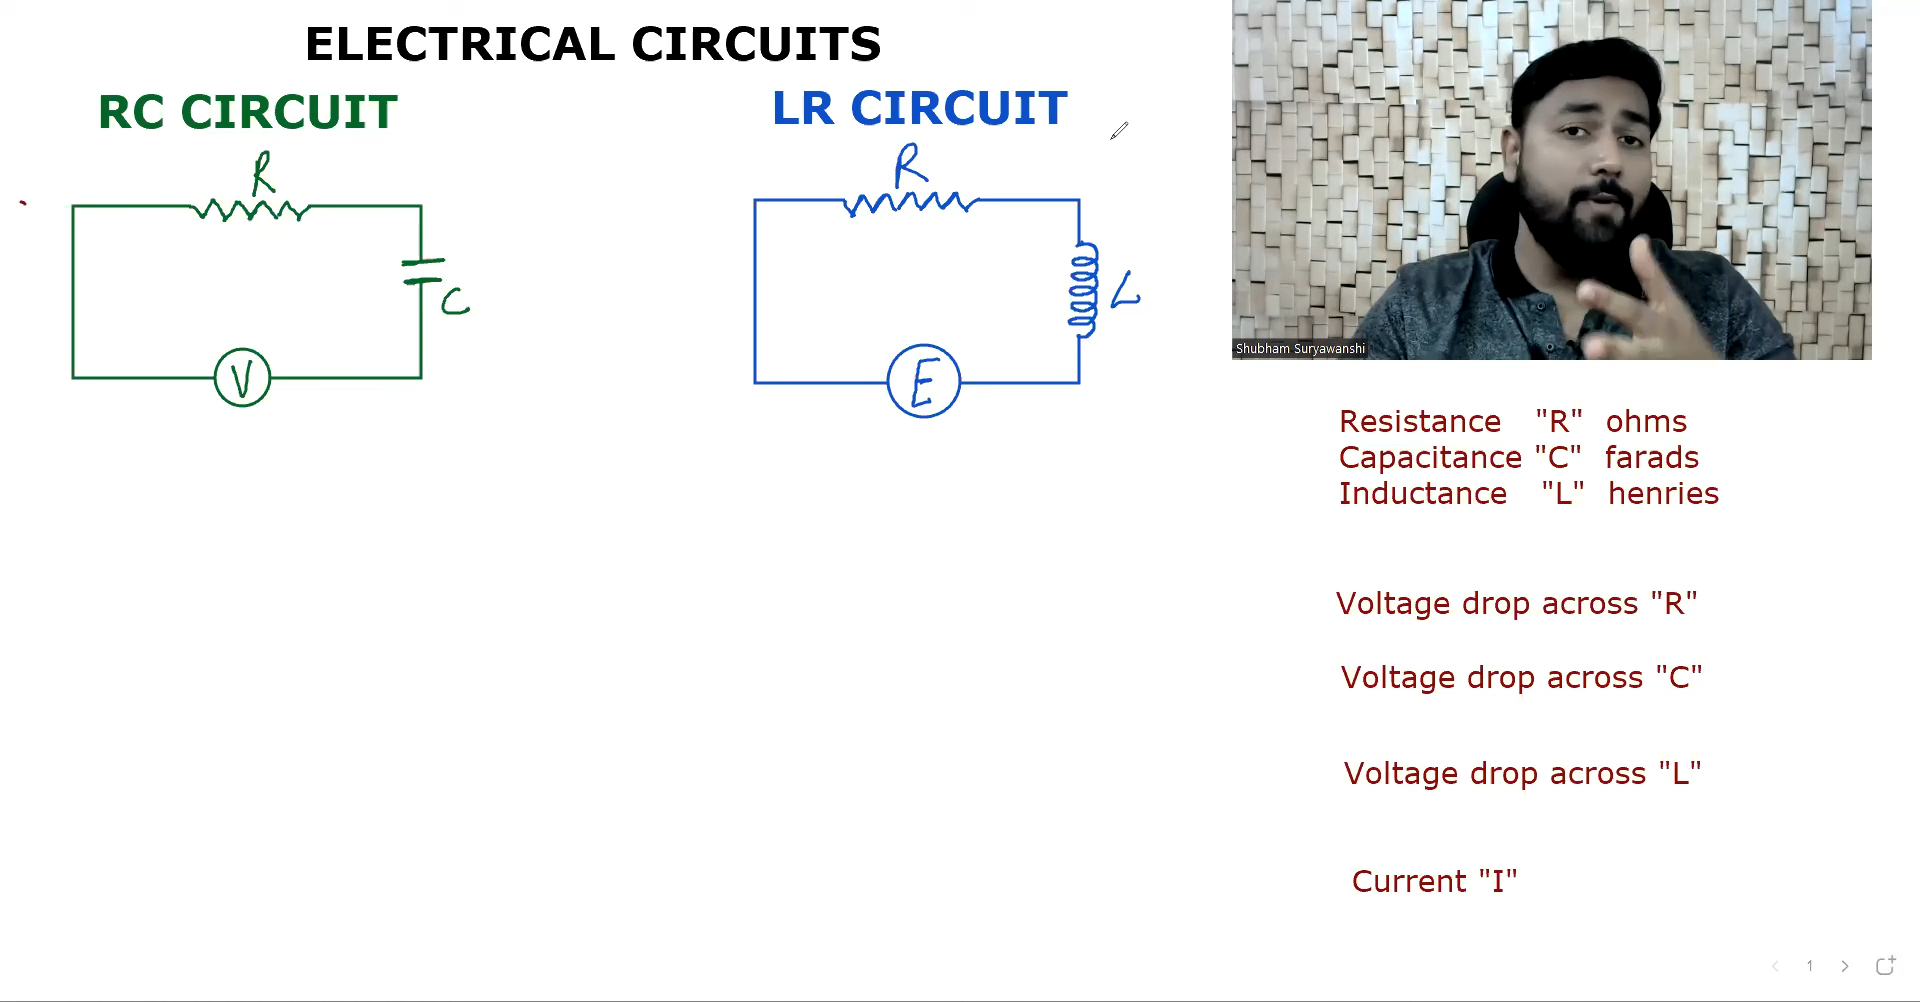 ELECTRICAL CIRCUITS
RC CIRCUIT
R
C
V
LR CIRCUIT
R
L
E
Shubham Suryawanshi
Resistance "R" ohms
Capacitance "C" farads
Inductance "L" henries
Voltage drop across "R"
Voltage drop across "C"
Voltage drop across "L"
Current "I"
1